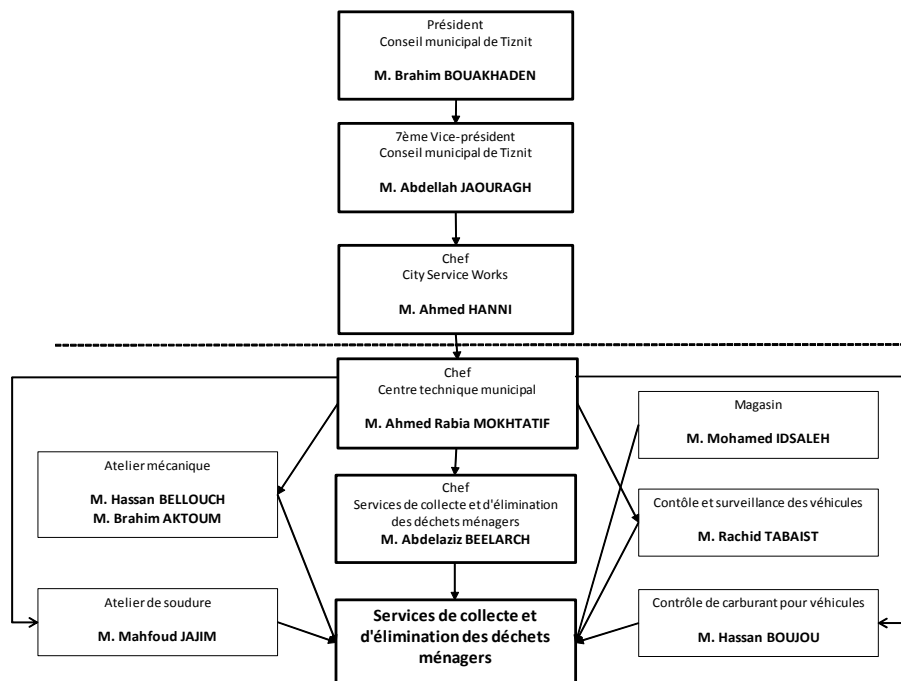 Président
Conseil municipal de Tiznit
M. Brahim BOUAKHADEN
7ème Vice-président
Conseil municipal de Tiznit
M. Abdellah JAOURAGH
Chef
City Service Works
M. Ahmed HANNI
Chef
Centre technique municipal
M. Ahmed Rabia MOKHTATIF
Magasin
M. Mohamed IDSALEH
Atelier mécanique
M. Hassan BELLOUCH
M. Brahim AKTOUM
Chef
Services de collecte et d'élimination
des déchets ménagers
M. Abdelaziz BEELARCH
Contôle et surveillance des véhicules
M. Rachid TABAIST
Atelier de soudure
M. Mahfoud JAJIM
Services de collecte et
d'élimination des déchets
ménagers
Contrôle de carburant pour véhicules
M. Hassan BOUJOU